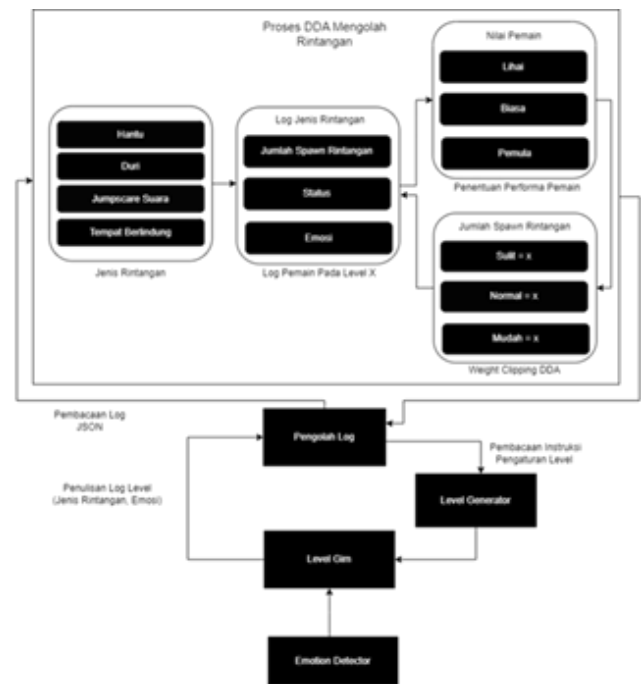 Proses DDA Mengolah
Rintangan
Nilai Pemain
Lihai
Biasa
Pemula
Penentuan Performa Pemain
Log Jenis Rintangan
Jumlah Spawn Rintangan
Status
Emosi
Log Pemain Pada Level X
Hantu
Duri
Jumpscare Suara
Tempat Berlindung
Jenis Rintangan
Jumlah Spawn Rintangan
Sulit = x
Normal = x
Mudah = x
Weight Clipping DDA
Pembacaan Log
JSON
Pengolah Log
Pembacaan Instruksi
Pengaturan Level
Penulisan Log Level
(Jenis Rintangan, Emosi)
Level Generator
Level Gim
Emotion Detector